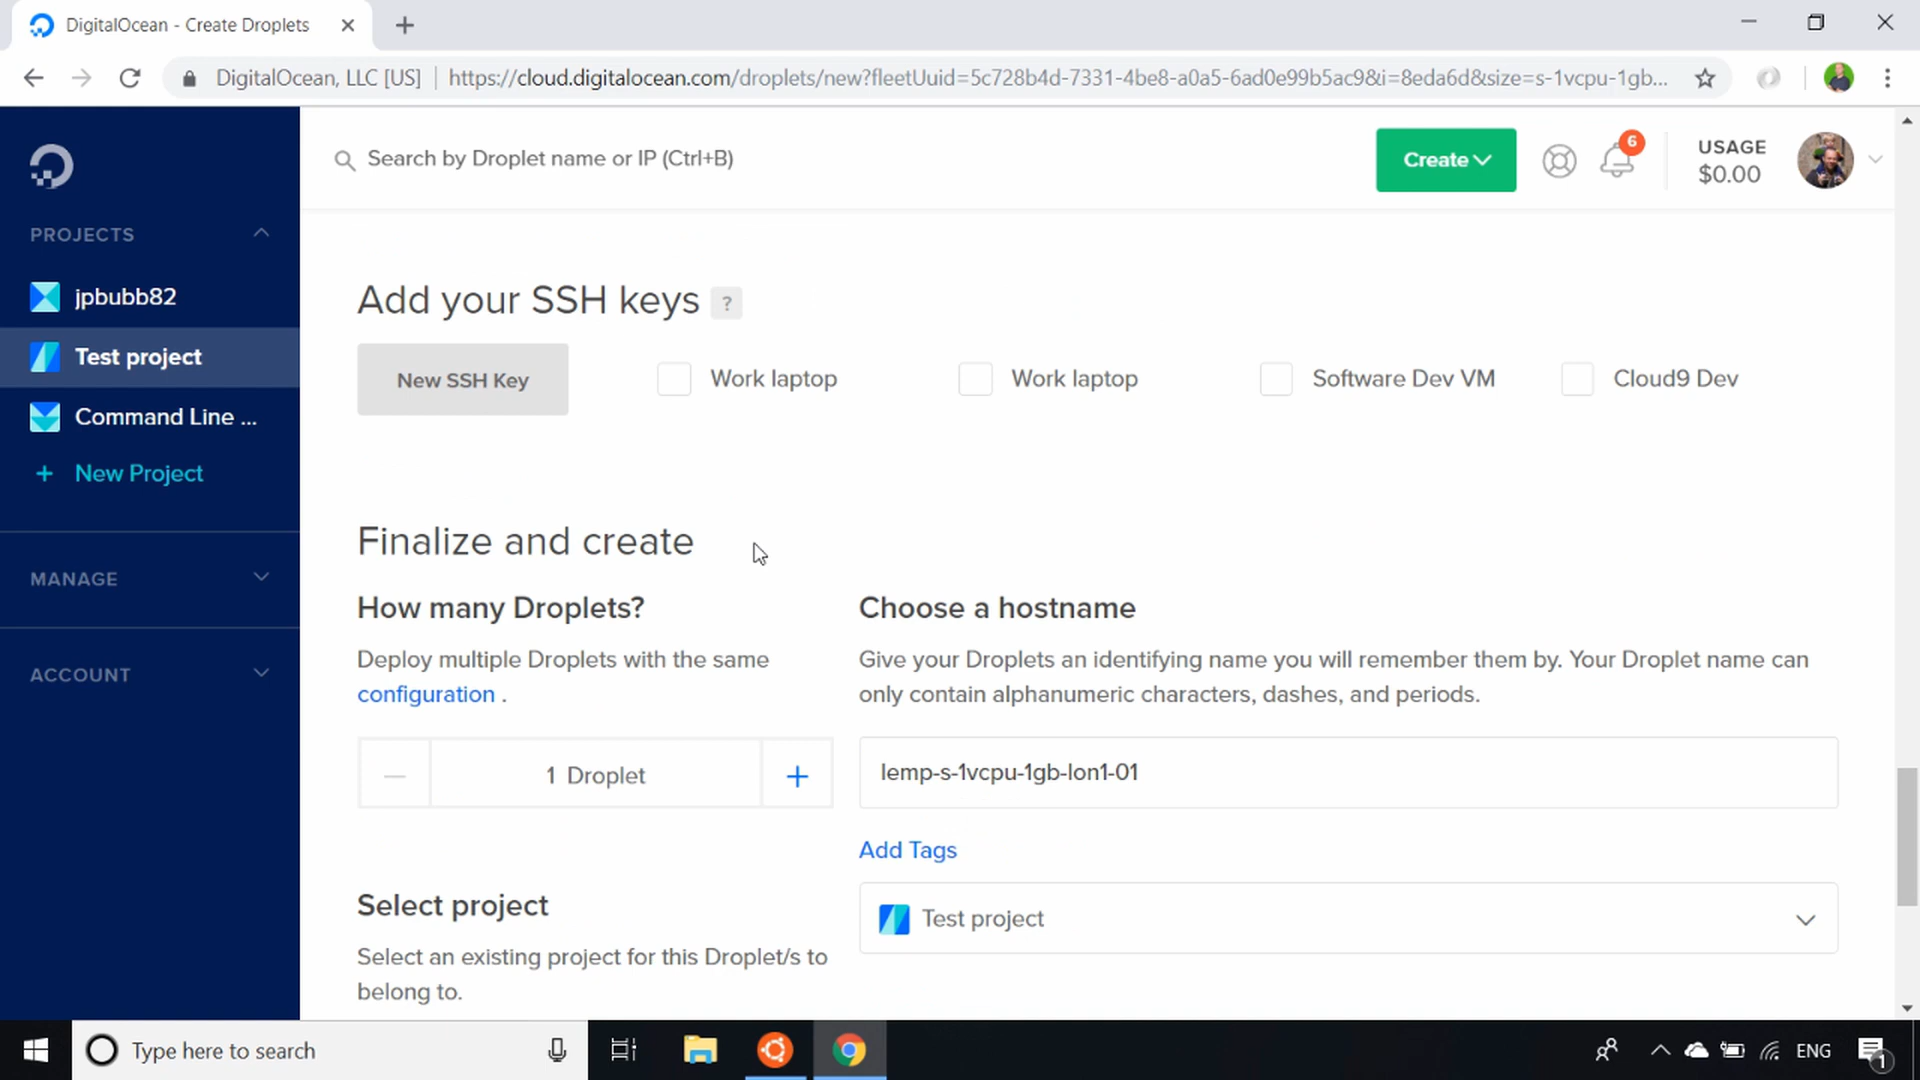 DigitalOcean - Create Droplets
DigitalOcean, LLC [US]
https://cloud.digitalocean.com/droplets/new?fleetUuid=5c728b4d-7331-4be8-a0a5-6ad0e99b5ac9&i=8eda6d&size=s-1vcpu-1gb...
Search by Droplet name or IP (Ctrl+B)
Create
6
USAGE
$0.00
PROJECTS
jpbubb82
Test project
Command Line ...
+ New Project
MANAGE
ACCOUNT
Add your SSH keys ?
New SSH Key
Work laptop
Work laptop
Software Dev VM
Cloud9 Dev
Finalize and create
How many Droplets?
Deploy multiple Droplets with the same
configuration .
1 Droplet
Choose a hostname
Give your Droplets an identifying name you will remember them by. Your Droplet name can
only contain alphanumeric characters, dashes, and periods.
lemp-s-1vcpu-1gb-lon1-01
Add Tags
Select project
Select an existing project for this Droplet/s to
belong to.
Test project
Type here to search
ENG
1